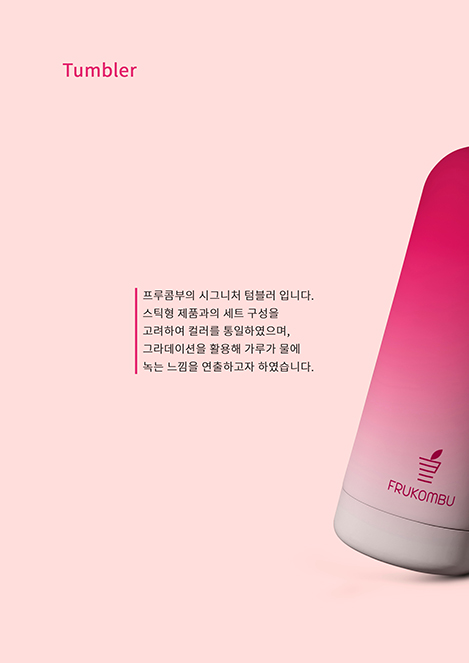 Tumbler
프루콤부의 시그니처 텀블러 입니다.
스틱형 제품과의 세트 구성을
고려하여 컬러를 통일하였으며,
그라데이션을 활용해 가루가 물에
녹는 느낌을 연출하고자 하였습니다.
FRUKOMBU